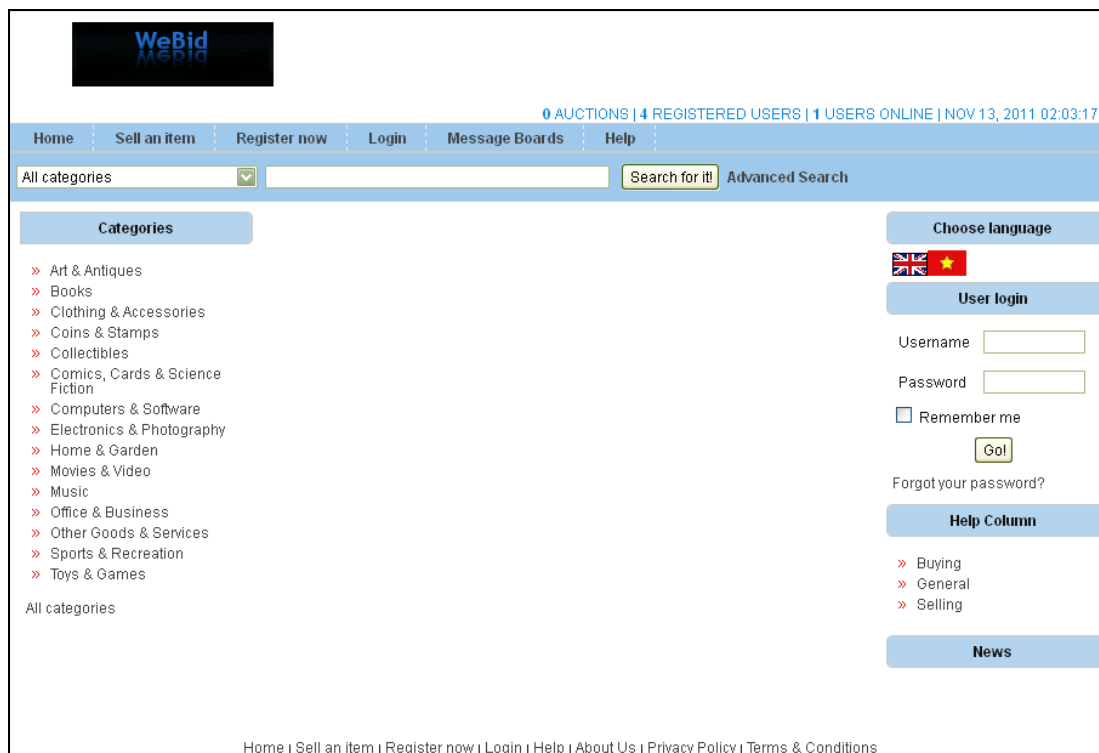 WeBid
0 AUCTIONS | 4 REGISTERED USERS | 1 USERS ONLINE | NOV 13, 2011 02:03:17
Home Sell an item Register now Login Message Boards Help
All categories Search for it! Advanced Search
Categories
» Art & Antiques
» Books
» Clothing & Accessories
» Coins & Stamps
» Collectibles
» Comics, Cards & Science
Fiction
» Computers & Software
» Electronics & Photography
» Home & Garden
» Movies & Video
» Music
» Office & Business
» Other Goods & Services
» Sports & Recreation
» Toys & Games
All categories
Choose language
User login
Username
Password
Remember me
Go!
Forgot your password?
Help Column
» Buying
» General
» Selling
News
Home | Sell an item | Register now | Login | Help | About Us | Privacy Policy | Terms & Conditions